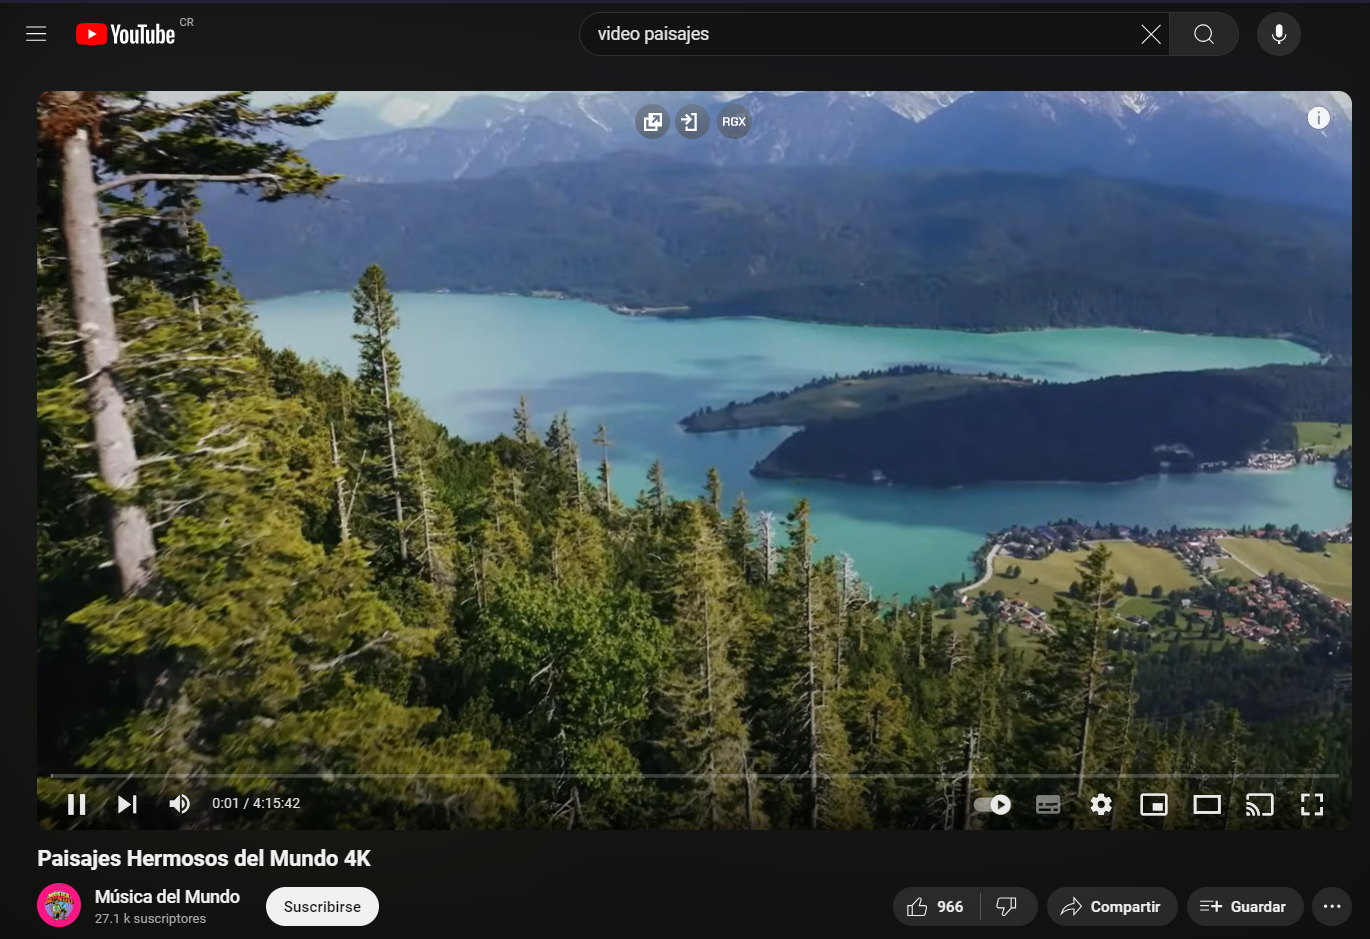 YouTube CR
video paisajes
RGX
0:01 / 4:15:42
Paisajes Hermosos del Mundo 4K
Música del Mundo
27.1 k suscriptores
Suscribirse
966
Compartir
Guardar